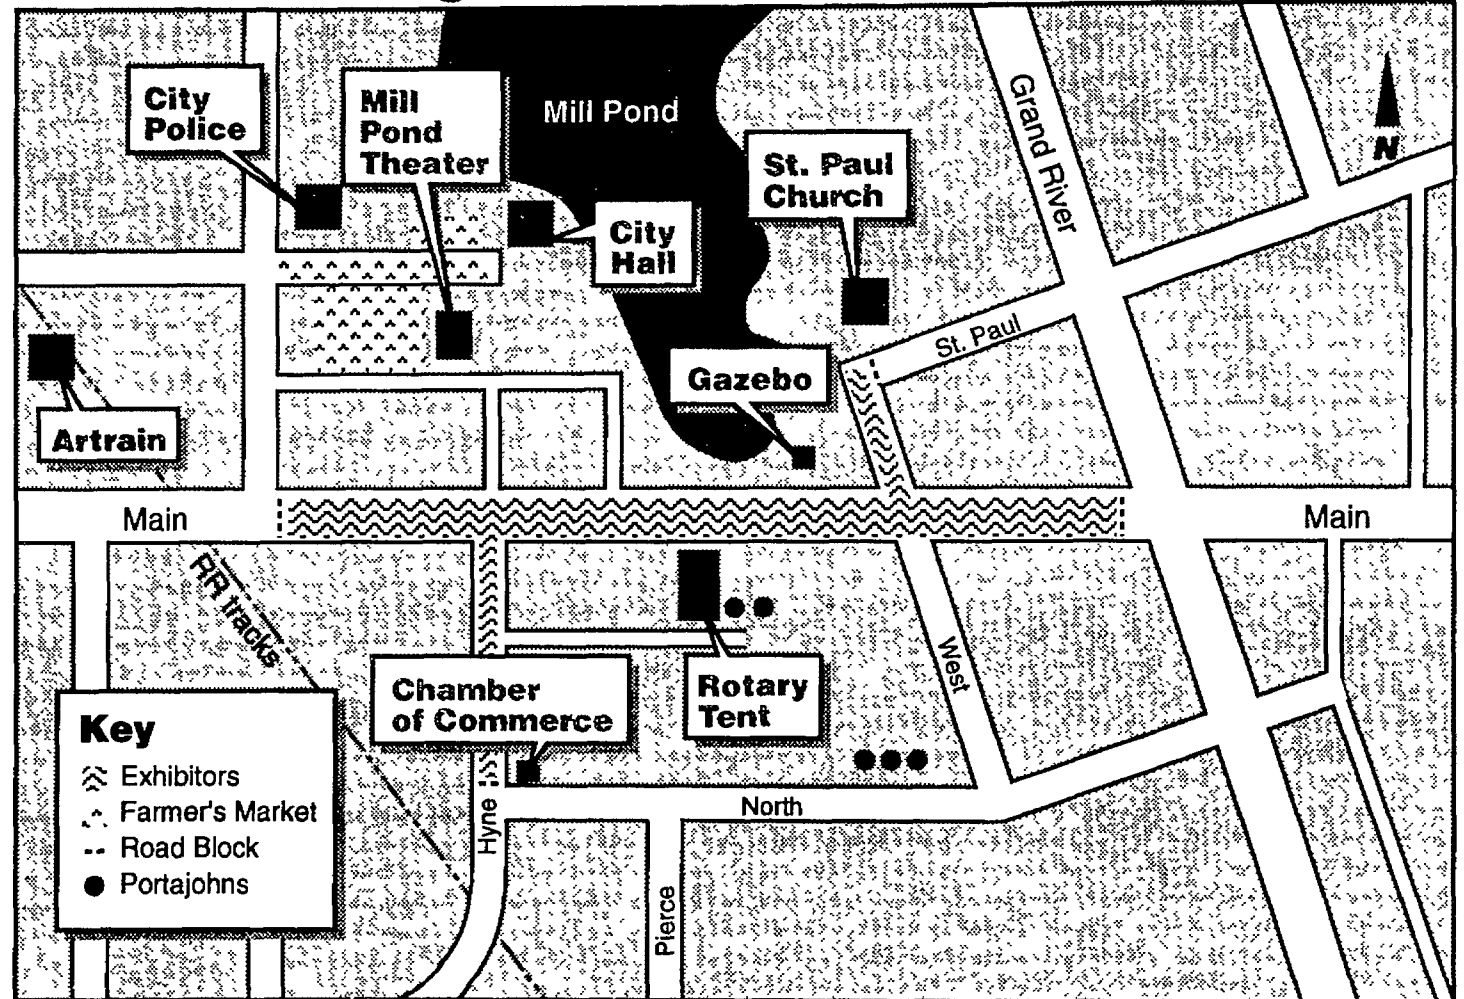 City
Police
Mill
Pond
Theater
Mill Pond
St. Paul
Church
Grand River
N
City
Hall
St. Paul
Gazebo
Artrain
Main
Main
RR tracks
Chamber
of Commerce
Rotary
Tent
West
Key
Exhibitors
Farmer's Market
Road Block
Portajohns
Hyne
North
Pierce